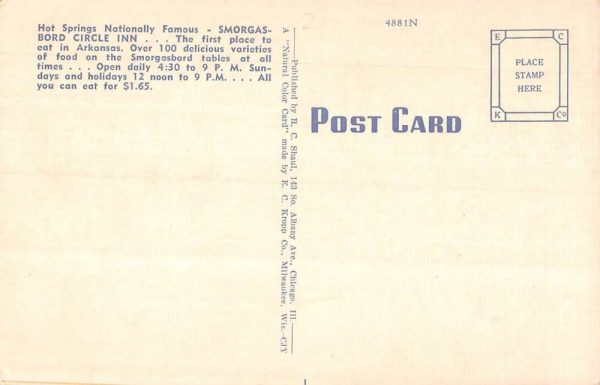 Hot Springs Nationally Famous - SMORGAS-
BORD CIRCLE INN . . . The first place to
eat in Arkansas. Over 100 delicious varieties
of food on the Smorgasbord tables at all
times . . . Open daily 4:30 to 9 P. M. Sun-
days and holidays 12 noon to 9 P.M. . . . All
you can eat for $1.65.
Published by R. C. Shaul, 143 So. Albany Ave., Chicago, Ill.
A "Natural Color Card" made by E. C. Kropp Co., Milwaukee, Wis.-CJY
4881N
POST CARD
E C
PLACE
STAMP
HERE
K Co